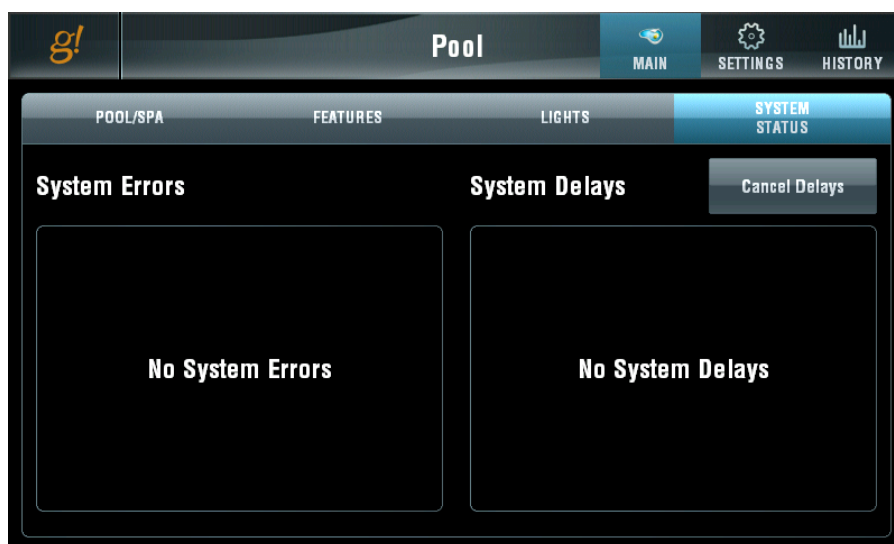 g!
Pool
MAIN
SETTINGS
HISTORY
POOL/SPA
FEATURES
LIGHTS
SYSTEM
STATUS
System Errors
System Delays
Cancel Delays
No System Errors
No System Delays